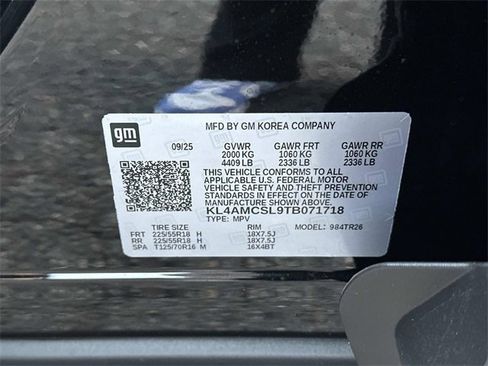 gm
MFD BY GM KOREA COMPANY
09/25 GVWR GAWR FRT GAWR RR
2000 KG 1060 KG 1060 KG
4409 LB 2336 LB 2336 LB
THIS VEHICLE CONFORMS TO ALL
APPLICABLE U.S. FEDERAL MOTOR
VEHICLE SAFETY AND THEFT PREVENTION
STANDARDS IN EFFECT ON THE DATE OF
MANUFACTURE SHOWN ABOVE.
KL4AMCSL9TB071718
TYPE: MPV
TIRE SIZE RIM MODEL: 984TR26
FRT 225/55R18 H 18X7.5J
RR 225/55R18 H 18X7.5J
SPA T125/70R16 M 16X4BT